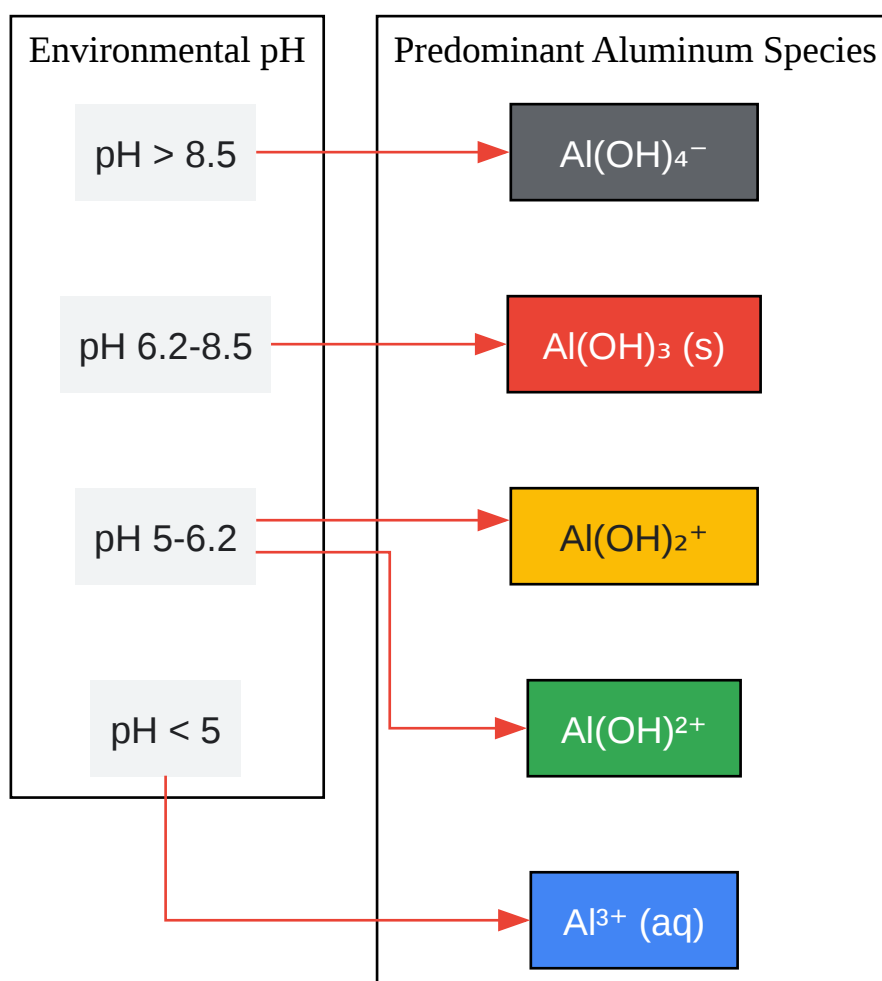 Environmental pH
Predominant Aluminum Species
pH > 8.5
Al(OH)₄⁻
pH 6.2-8.5
Al(OH)₃ (s)
pH 5-6.2
Al(OH)₂⁺
pH < 5
Al(OH)²⁺
Al³⁺ (aq)